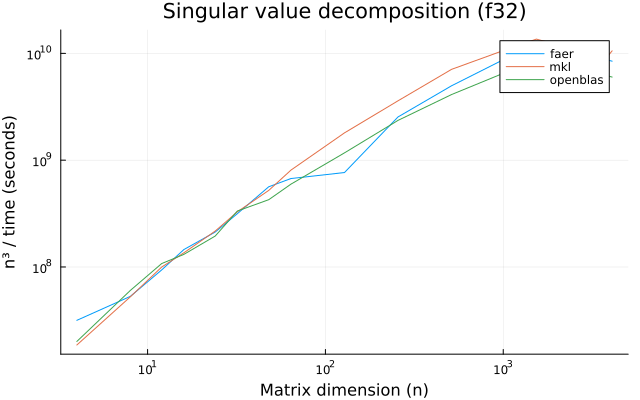 Singular value decomposition (f32)
n³ / time (seconds)
10¹⁰
10⁹
10⁸
faer
mkl
openblas
10¹
10²
10³
Matrix dimension (n)